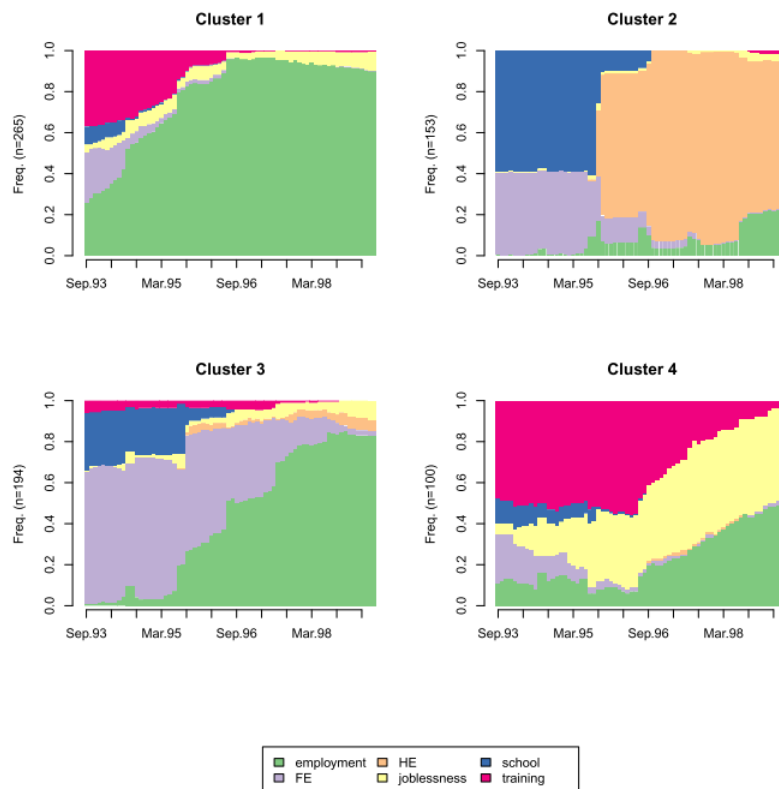 Cluster 1
Cluster 2
Freq. (n=265)
0.0 0.2 0.4 0.6 0.8 1.0
Sep.93 Mar.95 Sep.96 Mar.98
Freq. (n=153)
0.0 0.2 0.4 0.6 0.8 1.0
Sep.93 Mar.95 Sep.96 Mar.98
Cluster 3
Cluster 4
Freq. (n=194)
0.0 0.2 0.4 0.6 0.8 1.0
Sep.93 Mar.95 Sep.96 Mar.98
Freq. (n=100)
0.0 0.2 0.4 0.6 0.8 1.0
Sep.93 Mar.95 Sep.96 Mar.98
employment HE school
FE joblessness training